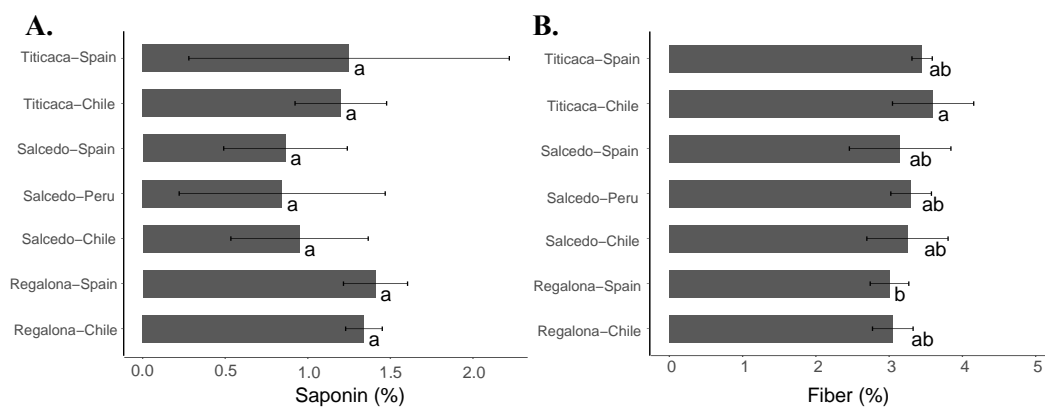 A.
Titicaca−Spain
a
Titicaca−Chile
a
Salcedo−Spain
a
Salcedo−Peru
a
Salcedo−Chile
a
Regalona−Spain
a
Regalona−Chile
a
0.0 0.5 1.0 1.5 2.0
Saponin (%)
B.
Titicaca−Spain
ab
Titicaca−Chile
a
Salcedo−Spain
ab
Salcedo−Peru
ab
Salcedo−Chile
ab
Regalona−Spain
b
Regalona−Chile
ab
0 1 2 3 4 5
Fiber (%)